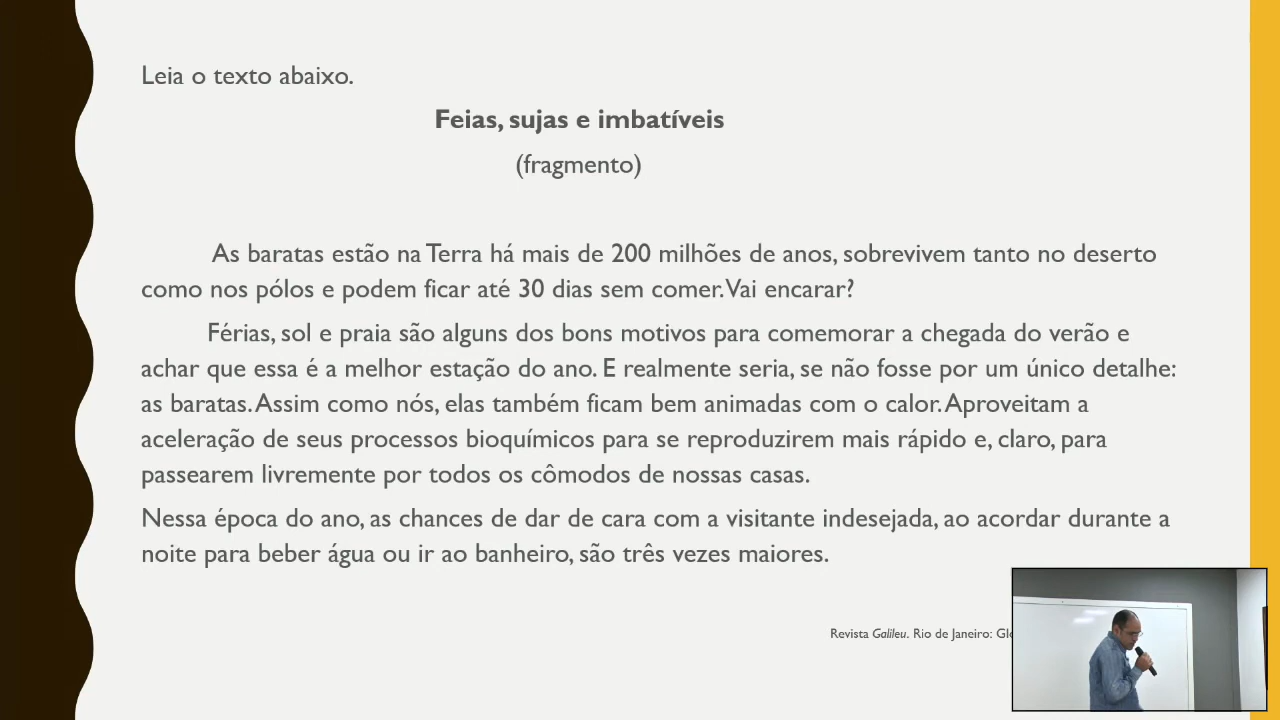 Leia o texto abaixo.
Feias, sujas e imbatíveis
(fragmento)
As baratas estão na Terra há mais de 200 milhões de anos, sobrevivem tanto no deserto
como nos pólos e podem ficar até 30 dias sem comer. Vai encarar?
Férias, sol e praia são alguns dos bons motivos para comemorar a chegada do verão e
achar que essa é a melhor estação do ano. E realmente seria, se não fosse por um único detalhe:
as baratas. Assim como nós, elas também ficam bem animadas com o calor. Aproveitam a
aceleração de seus processos bioquímicos para se reproduzirem mais rápido e, claro, para
passearem livremente por todos os cômodos de nossas casas.
Nessa época do ano, as chances de dar de cara com a visitante indesejada, ao acordar durante a
noite para beber água ou ir ao banheiro, são três vezes maiores.
Revista Galileu. Rio de Janeiro: